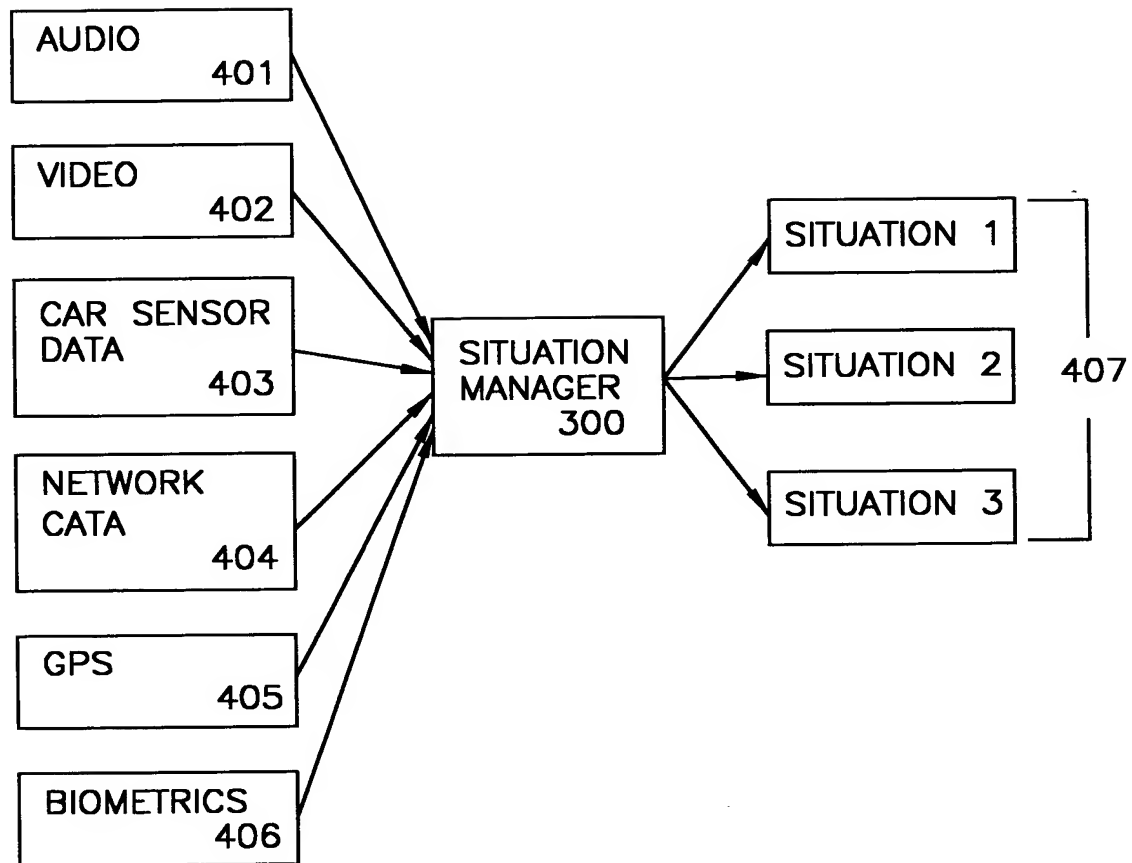 AUDIO
401
VIDEO
402
CAR SENSOR
DATA
403
NETWORK
CATA
404
GPS
405
BIOMETRICS
406
SITUATION
MANAGER
300
SITUATION 1
SITUATION 2
SITUATION 3
407